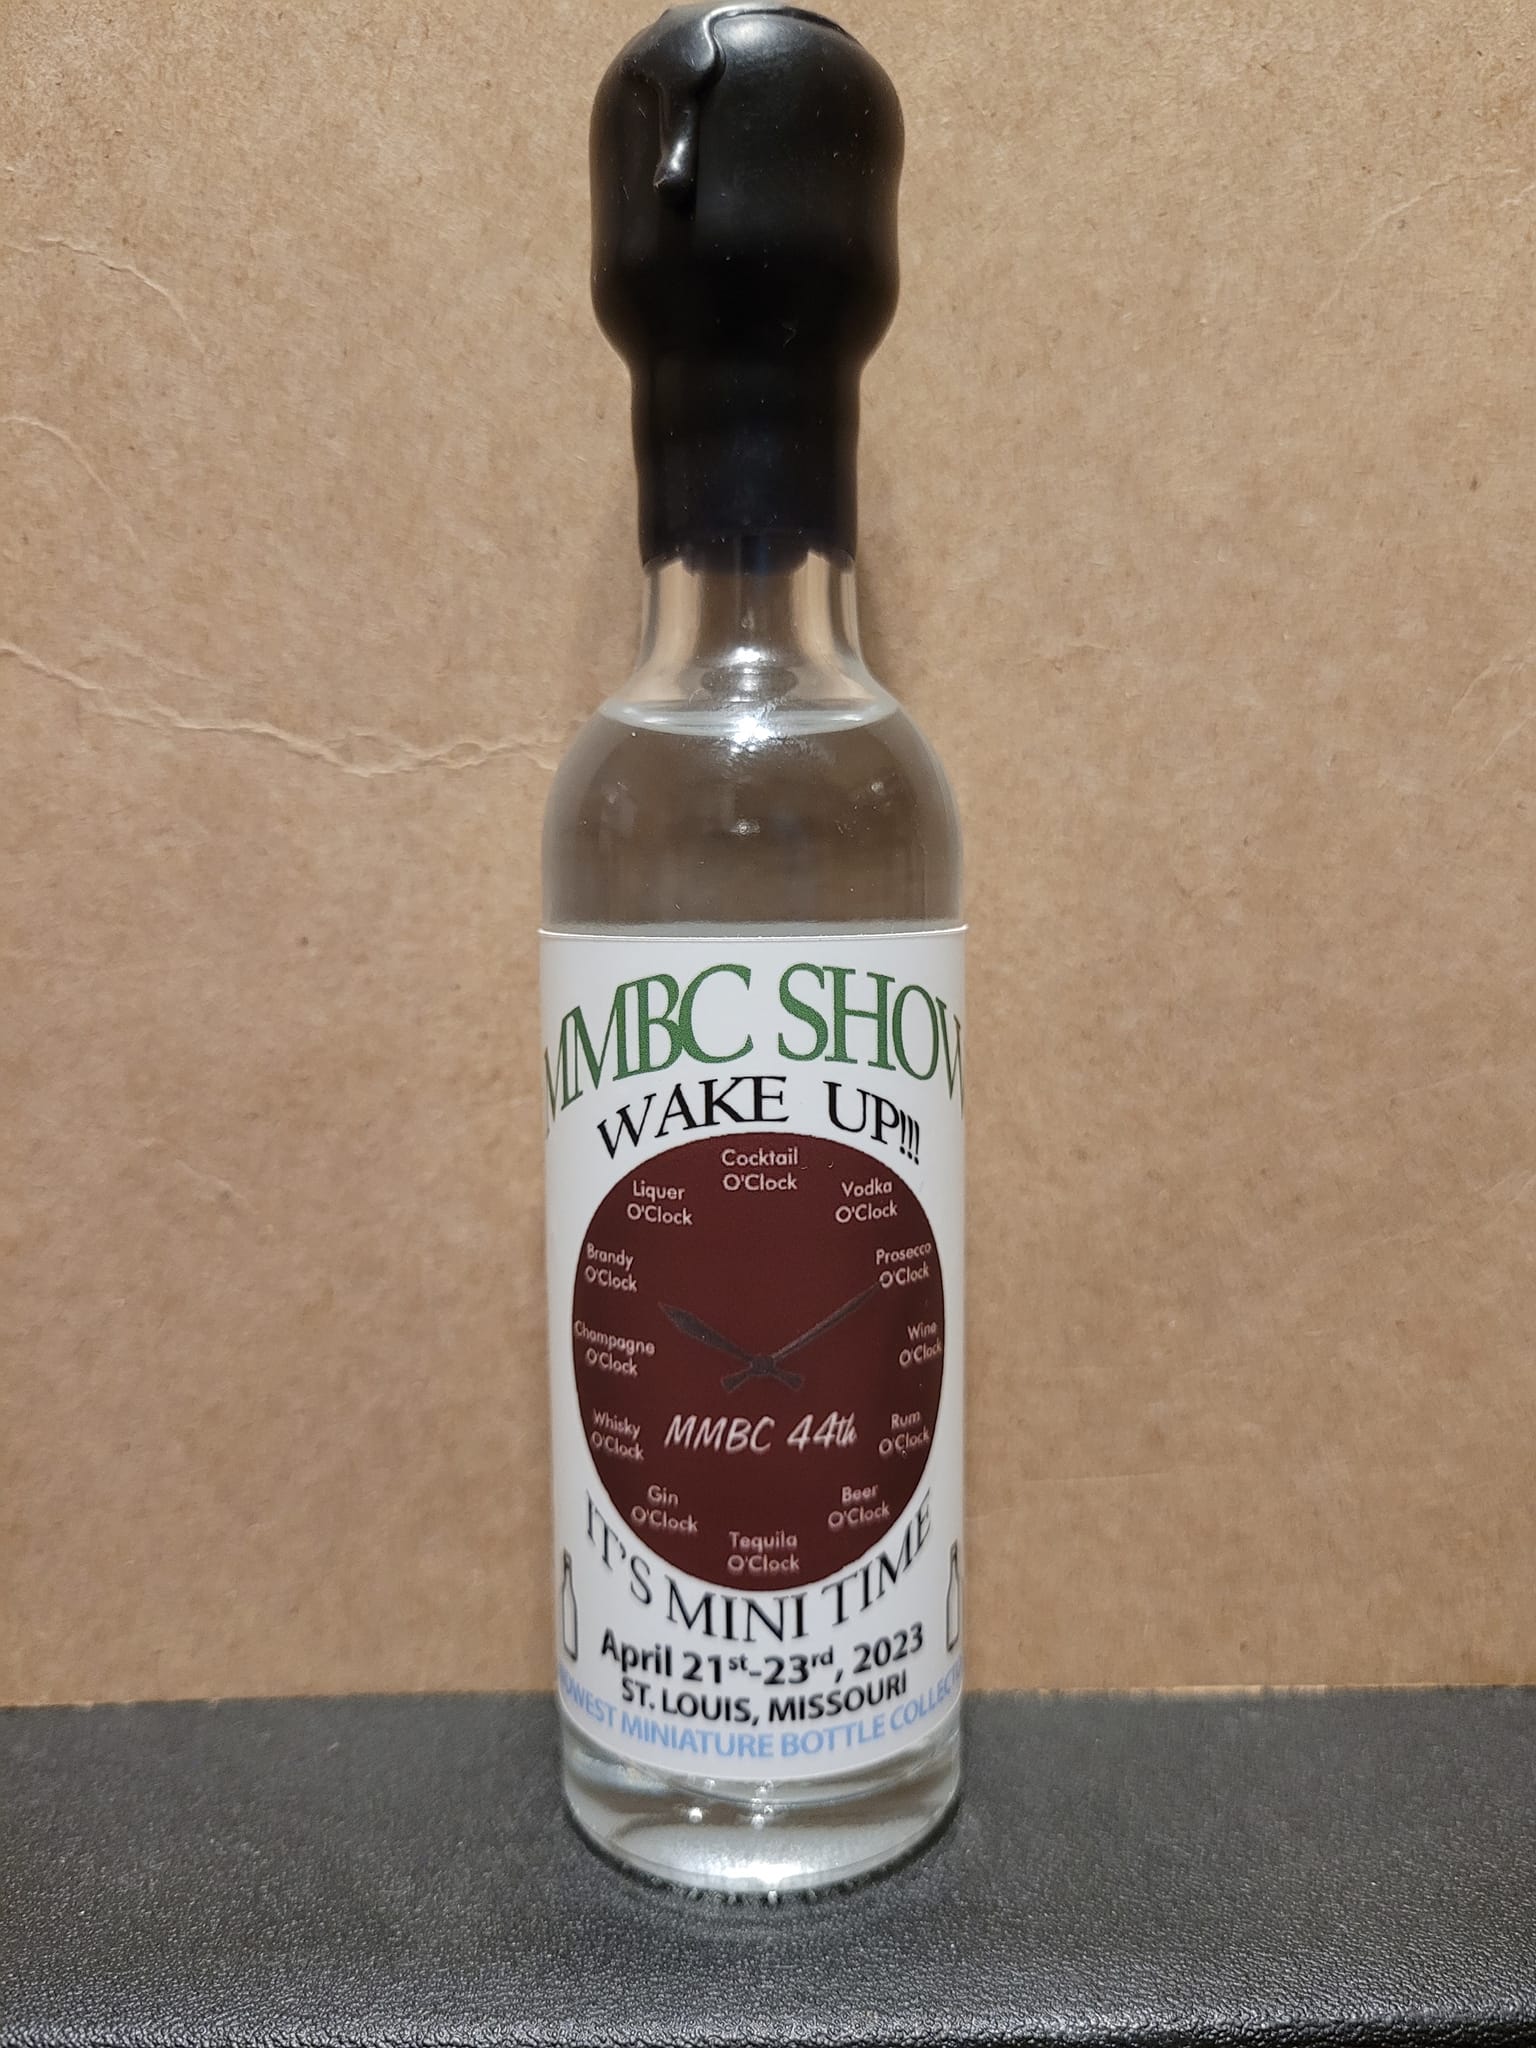 MMBC SHOW
WAKE UP!!!
Cocktail
O'Clock
Vodka
O'Clock
Prosecco
O'Clock
Wine
O'Clock
Rum
O'Clock
Beer
O'Clock
Tequila
O'Clock
Gin
O'Clock
Whisky
O'Clock
Champagne
O'Clock
Brandy
O'Clock
Liquer
O'Clock
MMBC 44th
IT'S MINI TIME
April 21st-23rd, 2023
ST. LOUIS, MISSOURI
MINIATURE BOTTLE